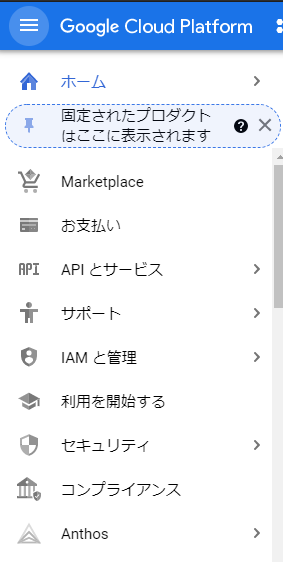 Google Cloud Platform
ホーム
固定されたプロダクト
はここに表示されます
Marketplace
お支払い
API
API とサービス
サポート
IAM と管理
利用を開始する
セキュリティ
コンプライアンス
Anthos